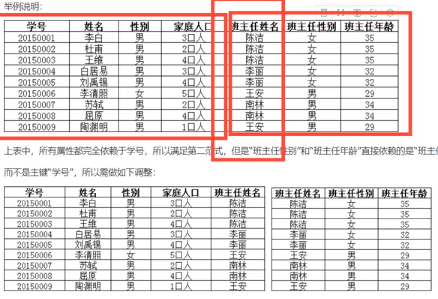 举例说明：
学号 姓名 性别 家庭人口 班主任姓名 班主任性别 班主任年龄
20150001 李白 男 3口人 陈洁 女 35
20150002 杜甫 男 2口人 陈洁 女 35
20150003 王维 男 4口人 陈洁 女 35
20150004 白居易 男 3口人 李丽 女 32
20150005 刘禹锡 男 4口人 李丽 女 32
20150006 李清照 女 5口人 王安 男 29
20150007 苏轼 男 2口人 南林 男 34
20150008 屈原 男 4口人 南林 男 34
20150009 陶渊明 男 1口人 王安 男 29
上表中，所有属性都完全依赖于学号，所以满足第二范式，但是“班主任性别”和“班主任年龄”直接依赖的是“班主任
而不是主键“学号”，所以需做如下调整：
学号 姓名 性别 家庭人口 班主任姓名 班主任姓名 班主任性别 班主任年龄
20150001 李白 男 3口人 陈洁 陈洁 女 35
20150002 杜甫 男 2口人 陈洁 陈洁 女 35
20150003 王维 男 4口人 陈洁 陈洁 女 35
20150004 白居易 男 3口人 李丽 李丽 女 32
20150005 刘禹锡 男 4口人 李丽 李丽 女 32
20150006 李清照 女 5口人 王安 王安 男 29
20150007 苏轼 男 2口人 南林 南林 男 34
20150008 屈原 男 4口人 南林 南林 男 34
20150009 陶渊明 男 1口人 王安 王安 男 29